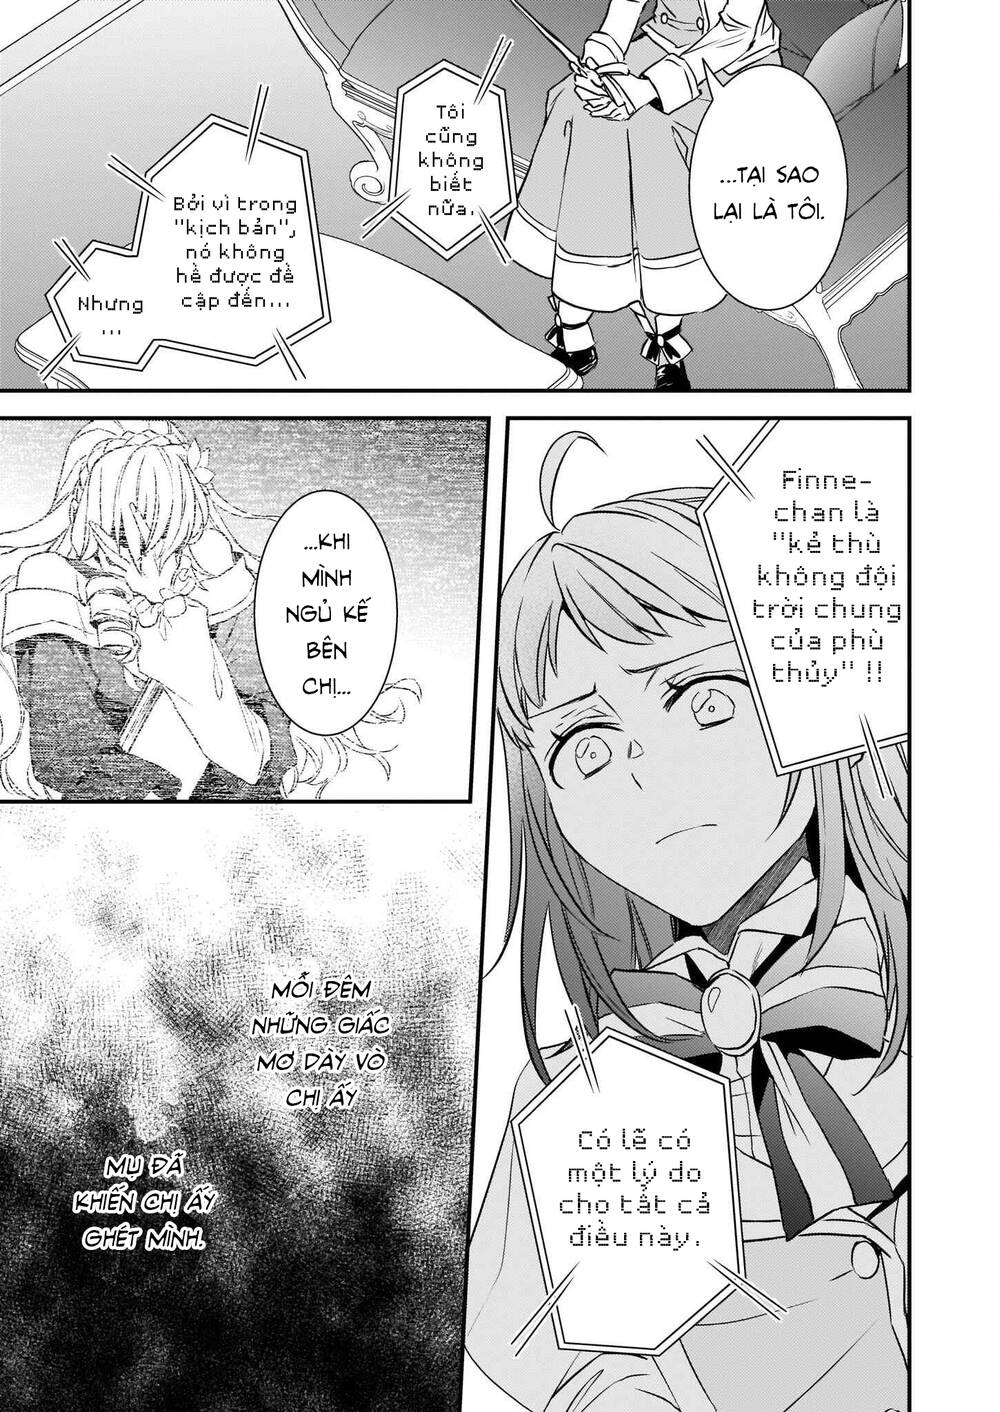 ...TẠI SAO
LẠI LÀ TÔI.
Tôi
cũng
không
biết
nữa.
Bởi vì trong
"kịch bản",
nó không
hề được đề
cập đến...
Nhưng
...
Finne-
chan là
"kẻ thù
không đội
trời chung
của phù
thủy" !!
Có lẽ có
một lý do
cho tất cả
điều này.
...KHI
MÌNH
NGỦ KẾ
BÊN
CHỊ...
MỖI ĐÊM
NHỮNG GIẤC
MƠ DÀY VÒ
CHỊ ẤY
MỤ ĐÃ
KHIẾN CHỊ ẤY
GHÉT MÌNH.